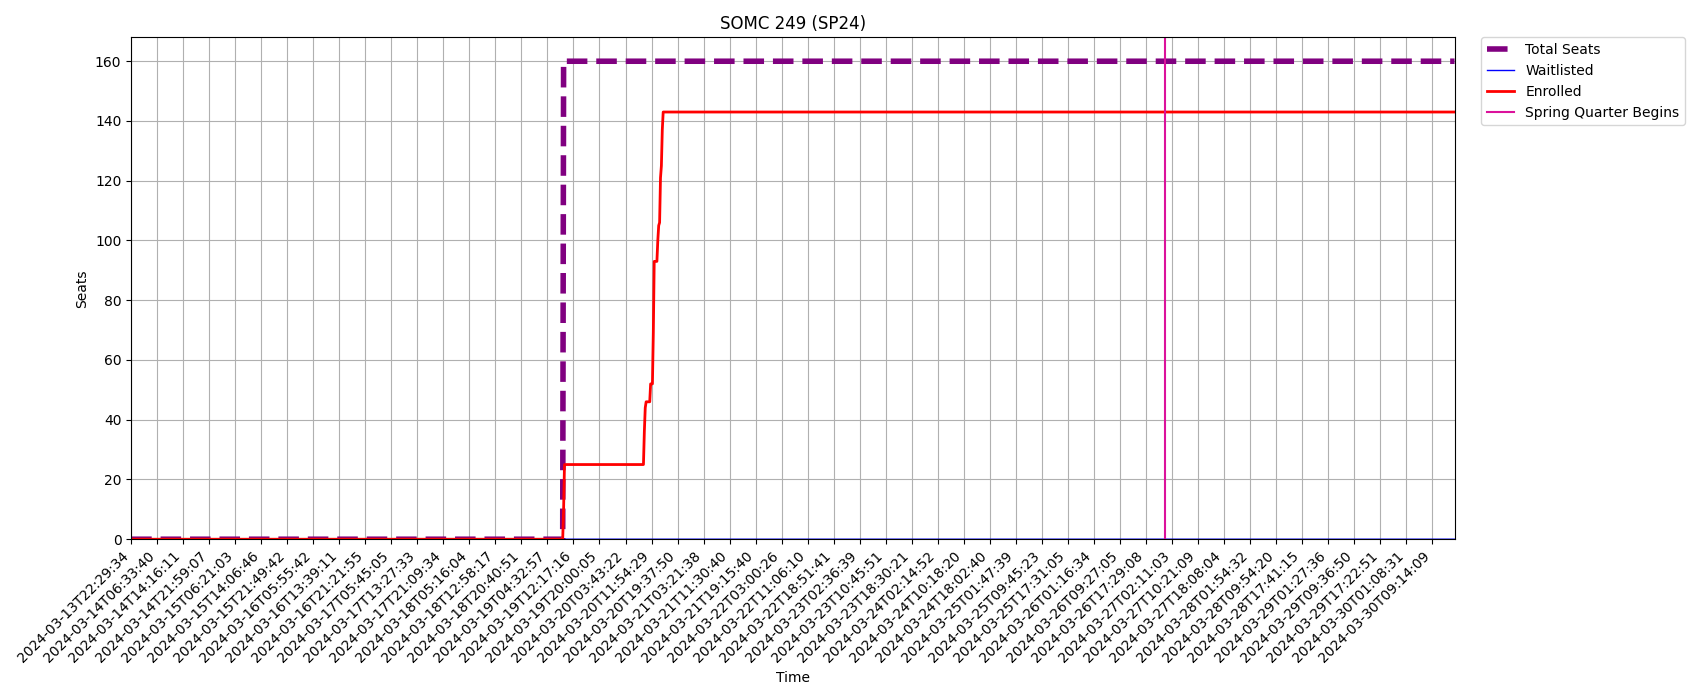 SOMC 249 (SP24)
Total Seats
Waitlisted
Enrolled
Spring Quarter Begins
Seats
160
140
120
100
80
60
40
20
0
2024-03-13T22:29:34
2024-03-14T06:33:40
2024-03-14T14:16:11
2024-03-14T21:59:07
2024-03-15T06:21:03
2024-03-15T14:06:46
2024-03-15T21:49:42
2024-03-16T05:55:42
2024-03-16T13:39:11
2024-03-16T21:21:55
2024-03-17T05:45:05
2024-03-17T13:27:33
2024-03-17T21:09:34
2024-03-18T05:16:04
2024-03-18T12:58:17
2024-03-18T20:40:51
2024-03-19T04:32:57
2024-03-19T12:17:16
2024-03-19T20:00:05
2024-03-20T03:43:22
2024-03-20T11:54:29
2024-03-20T19:37:50
2024-03-21T03:21:38
2024-03-21T11:30:40
2024-03-21T19:15:40
2024-03-22T03:00:26
2024-03-22T11:06:10
2024-03-22T18:51:41
2024-03-23T02:36:39
2024-03-23T10:45:51
2024-03-23T18:30:21
2024-03-24T02:14:52
2024-03-24T10:18:20
2024-03-24T18:02:40
2024-03-25T01:47:39
2024-03-25T09:45:23
2024-03-25T17:31:05
2024-03-26T01:16:34
2024-03-26T09:27:05
2024-03-26T17:29:08
2024-03-27T02:11:03
2024-03-27T10:21:09
2024-03-27T18:08:04
2024-03-28T01:54:32
2024-03-28T09:54:20
2024-03-28T17:41:15
2024-03-29T01:27:36
2024-03-29T09:36:50
2024-03-29T17:22:51
2024-03-30T01:08:31
2024-03-30T09:14:09
Time